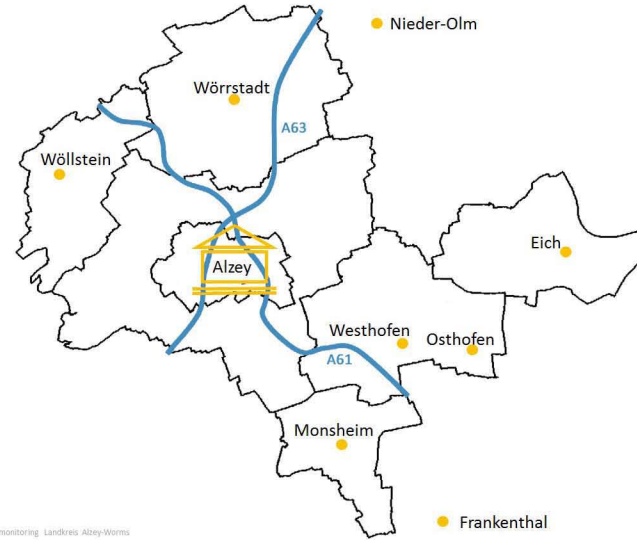 Nieder-Olm
Wörrstadt
A63
Wöllstein
Eich
Alzey
Westhofen
Osthofen
A61
Monsheim
Frankenthal
monitoring Landkreis Alzey-Worms